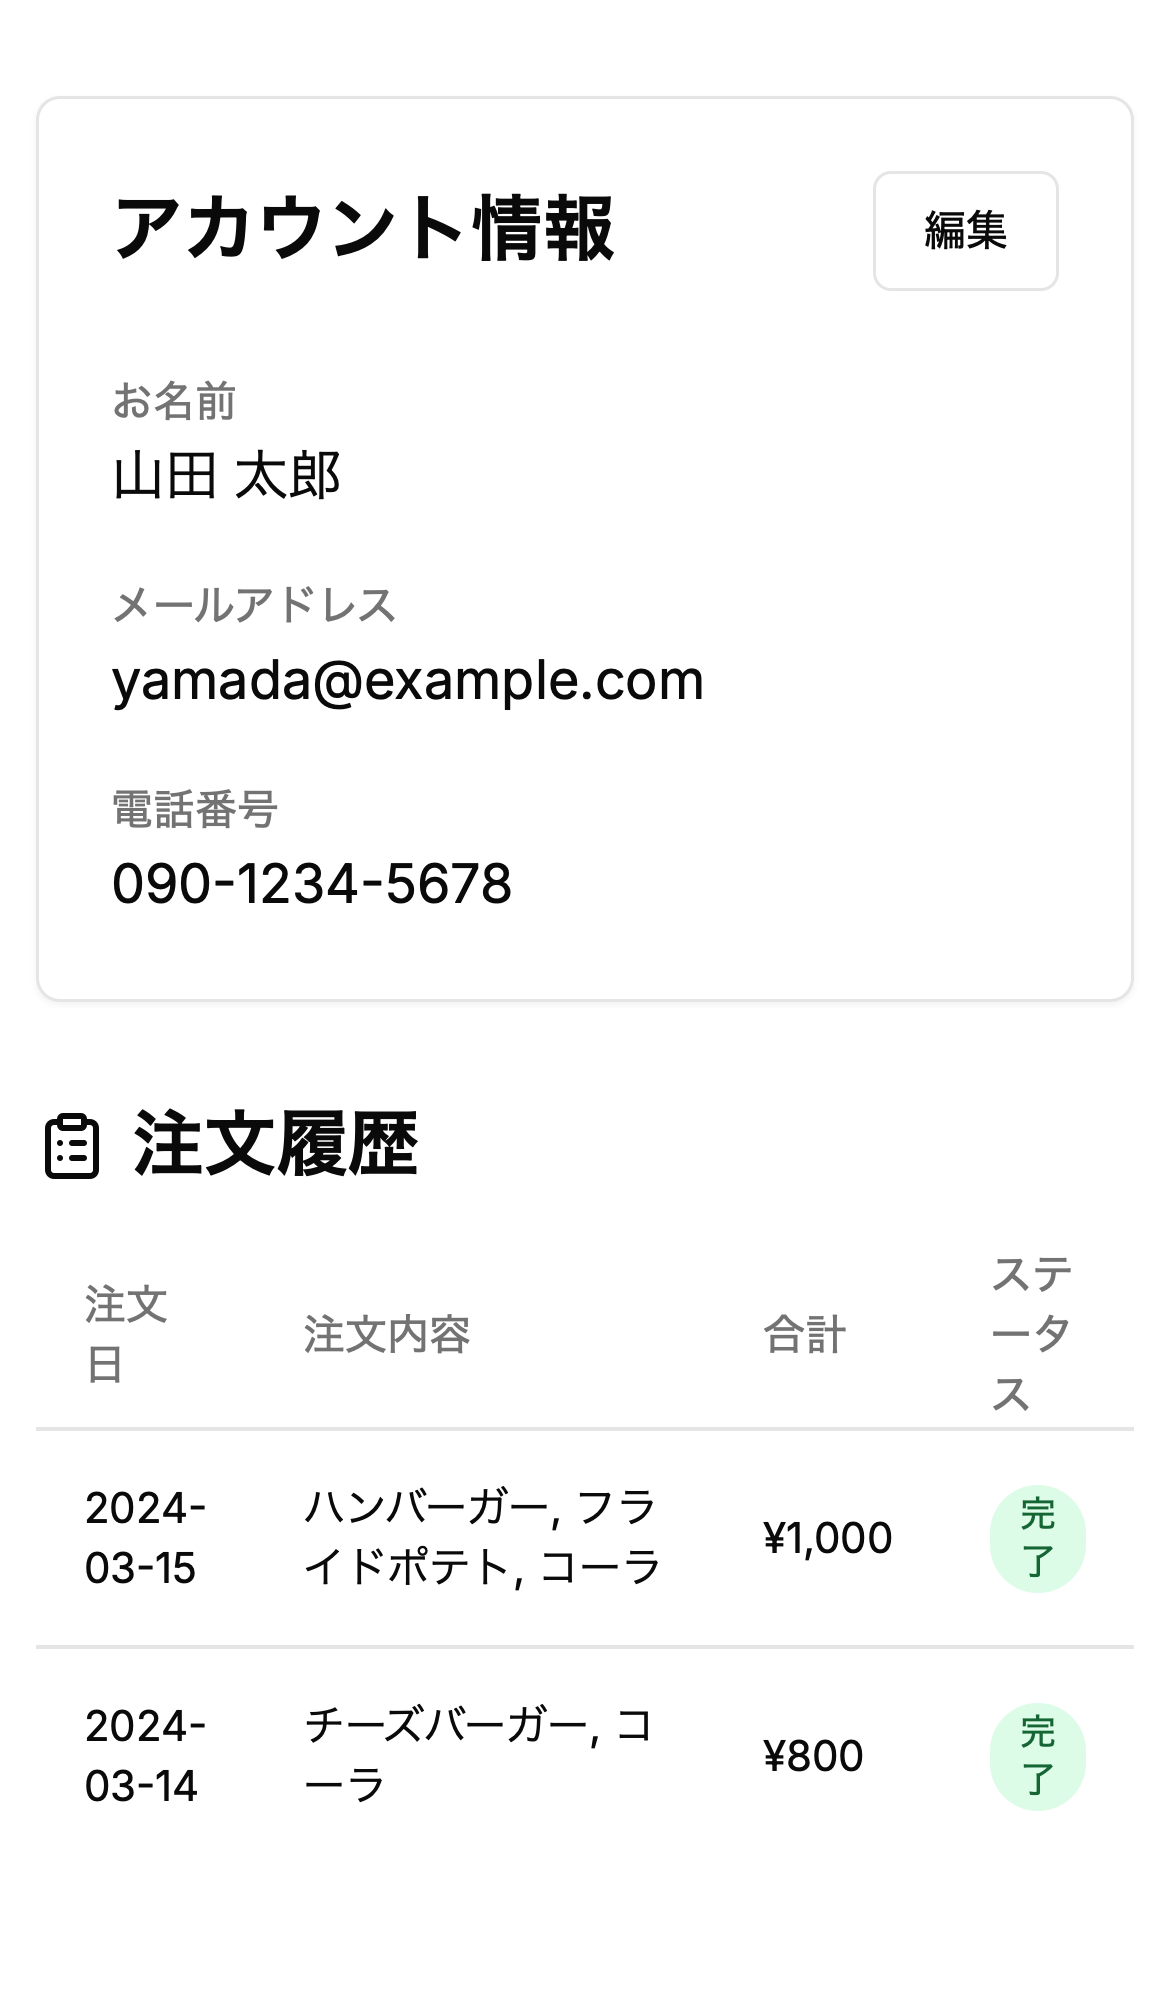 アカウント情報
編集
お名前
山田 太郎
メールアドレス
yamada@example.com
電話番号
090-1234-5678
注文履歴
注文
日
注文内容
合計
ステ
ータ
ス
2024-
03-15
ハンバーガー, フラ
イドポテト, コーラ
¥1,000
完
了
2024-
03-14
チーズバーガー, コ
ーラ
¥800
完
了